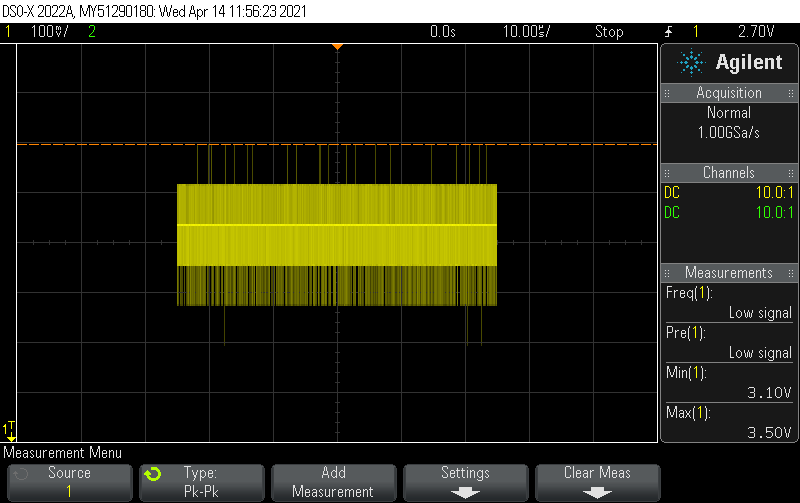 DSO-X 2022A, MY51290180: Wed Apr 14 11:56:23 2021
1 100V/ 2 0.0s 10.00s/ Stop 1 2.70V
Agilent
Acquisition
Normal
1.00GSa/s
Channels
DC 10.0:1
DC 10.0:1
Measurements
Freq(1):
Low signal
Pre(1):
Low signal
Min(1):
3.10V
Max(1):
3.50V
1
T
Measurement Menu
Source
1
Type:
Pk-Pk
Add
Measurement
Settings
Clear Meas